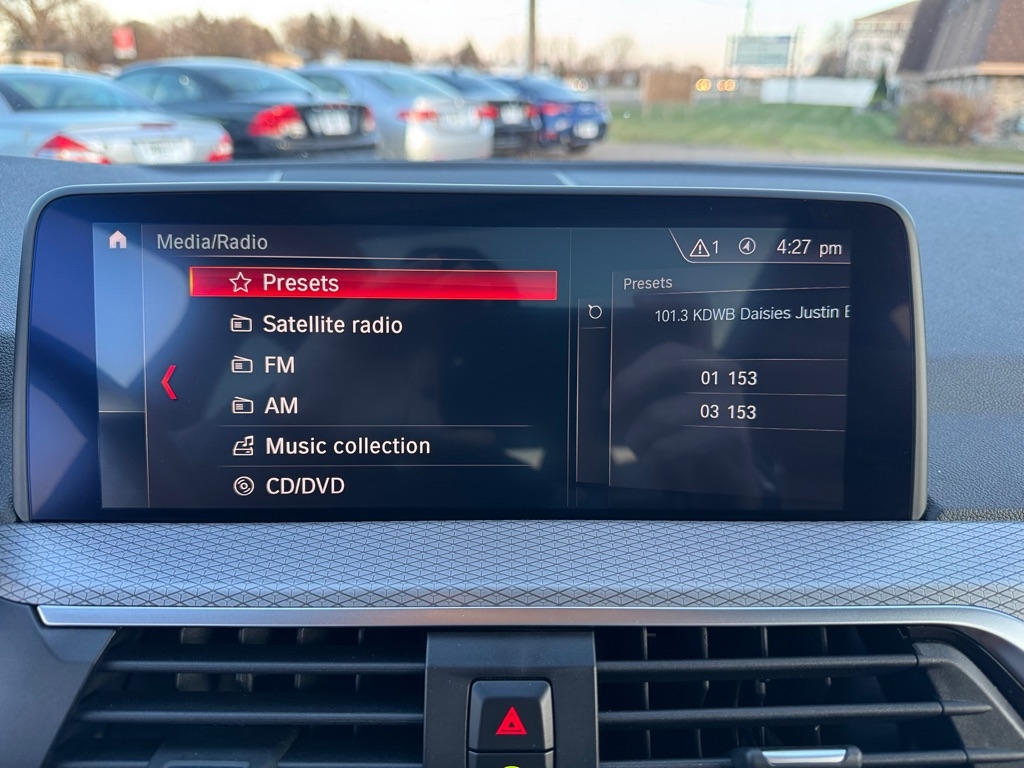 Media/Radio
1 4:27 pm
Presets
Satellite radio
FM
AM
Music collection
CD/DVD
Presets
101.3 KDWB Daisies Justin
01 153
03 153